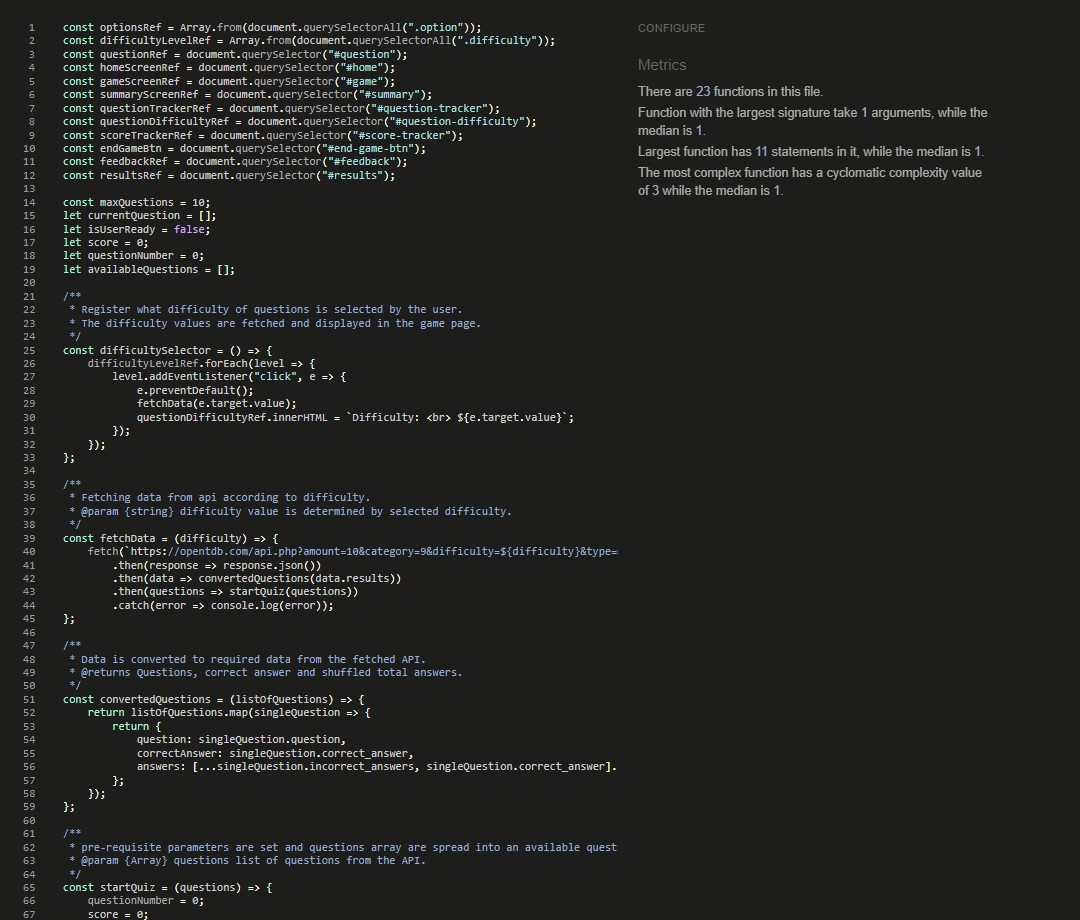 1 const optionsRef = Array.from(document.querySelectorAll(".option"));
2 const difficultyLevelRef = Array.from(document.querySelectorAll(".difficulty"));
3 const questionRef = document.querySelector("#question");
4 const homeScreenRef = document.querySelector("#home");
5 const gameScreenRef = document.querySelector("#game");
6 const summaryScreenRef = document.querySelector("#summary");
7 const questionTrackerRef = document.querySelector("#question-tracker");
8 const questionDifficultyRef = document.querySelector("#question-difficulty");
9 const scoreTrackerRef = document.querySelector("#score-tracker");
10 const endGameBtn = document.querySelector("#end-game-btn");
11 const feedbackRef = document.querySelector("#feedback");
12 const resultsRef = document.querySelector("#results");
13
14 const maxQuestions = 10;
15 let currentQuestion = [];
16 let isUserReady = false;
17 let score = 0;
18 let questionNumber = 0;
19 let availableQuestions = [];
20
21 /**
22  * Register what difficulty of questions is selected by the user.
23  * The difficulty values are fetched and displayed in the game page.
24  */
25 const difficultySelector = () => {
26     difficultyLevelRef.forEach(level => {
27         level.addEventListener("click", e => {
28             e.preventDefault();
29             fetchData(e.target.value);
30             questionDifficultyRef.innerHTML = `Difficulty: <br> ${e.target.value}`;
31         });
32     });
33 };
34
35 /**
36  * Fetching data from api according to difficulty.
37  * @param {string} difficulty value is determined by selected difficulty.
38  */
39 const fetchData = (difficulty) => {
40     fetch(`https://opentdb.com/api.php?amount=10&category=9&difficulty=${difficulty}&type=
41         .then(response => response.json())
42         .then(data => convertedQuestions(data.results))
43         .then(questions => startQuiz(questions))
44         .catch(error => console.log(error));
45 };
46
47 /**
48  * Data is converted to required data from the fetched API.
49  * @returns Questions, correct answer and shuffled total answers.
50  */
51 const convertedQuestions = (listOfQuestions) => {
52     return listOfQuestions.map(singleQuestion => {
53         return {
54             question: singleQuestion.question,
55             correctAnswer: singleQuestion.correct_answer,
56             answers: [...singleQuestion.incorrect_answers, singleQuestion.correct_answer].
57         };
58     });
59 };
60
61 /**
62  * pre-requisite parameters are set and questions array are spread into an available quest
63  * @param {Array} questions list of questions from the API.
64  */
65 const startQuiz = (questions) => {
66     questionNumber = 0;
67     score = 0;
CONFIGURE
Metrics
There are 23 functions in this file.
Function with the largest signature take 1 arguments, while the
median is 1.
Largest function has 11 statements in it, while the median is 1.
The most complex function has a cyclomatic complexity value
of 3 while the median is 1.